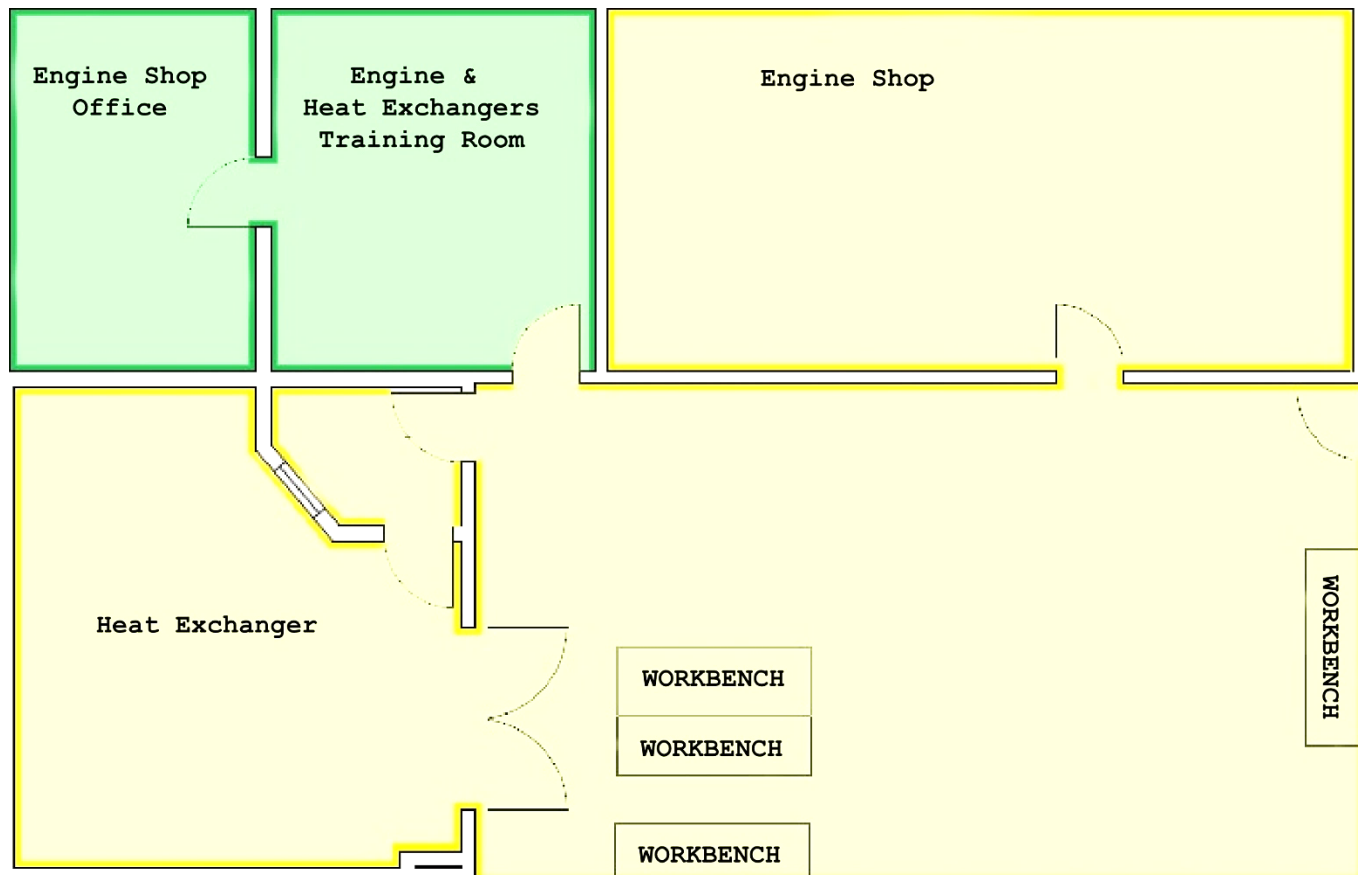 Engine Shop
Office
Engine &
Heat Exchangers
Training Room
Engine Shop
Heat Exchanger
WORKBENCH
WORKBENCH
WORKBENCH
WORKBENCH